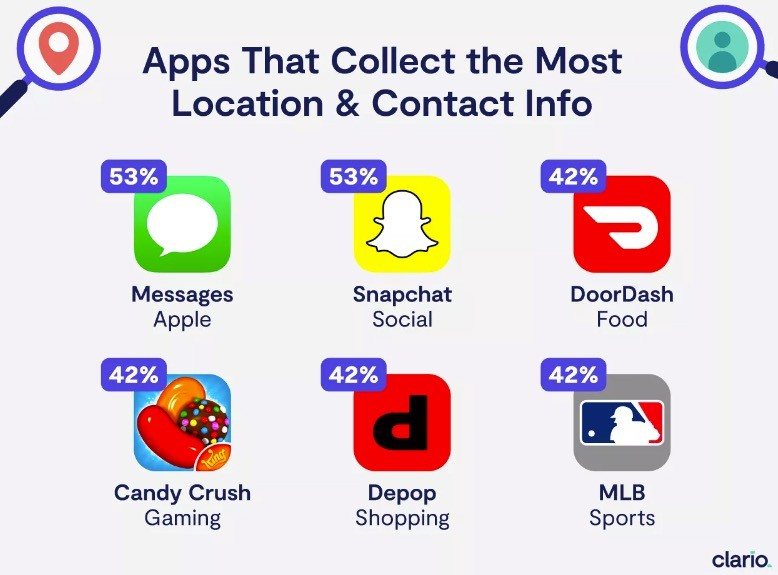 Apps That Collect the Most
Location & Contact Info
53%
53%
42%
Messages
Apple
Snapchat
Social
DoorDash
Food
42%
42%
42%
d
King
Candy Crush
Gaming
Depop
Shopping
MLB
Sports
clario.